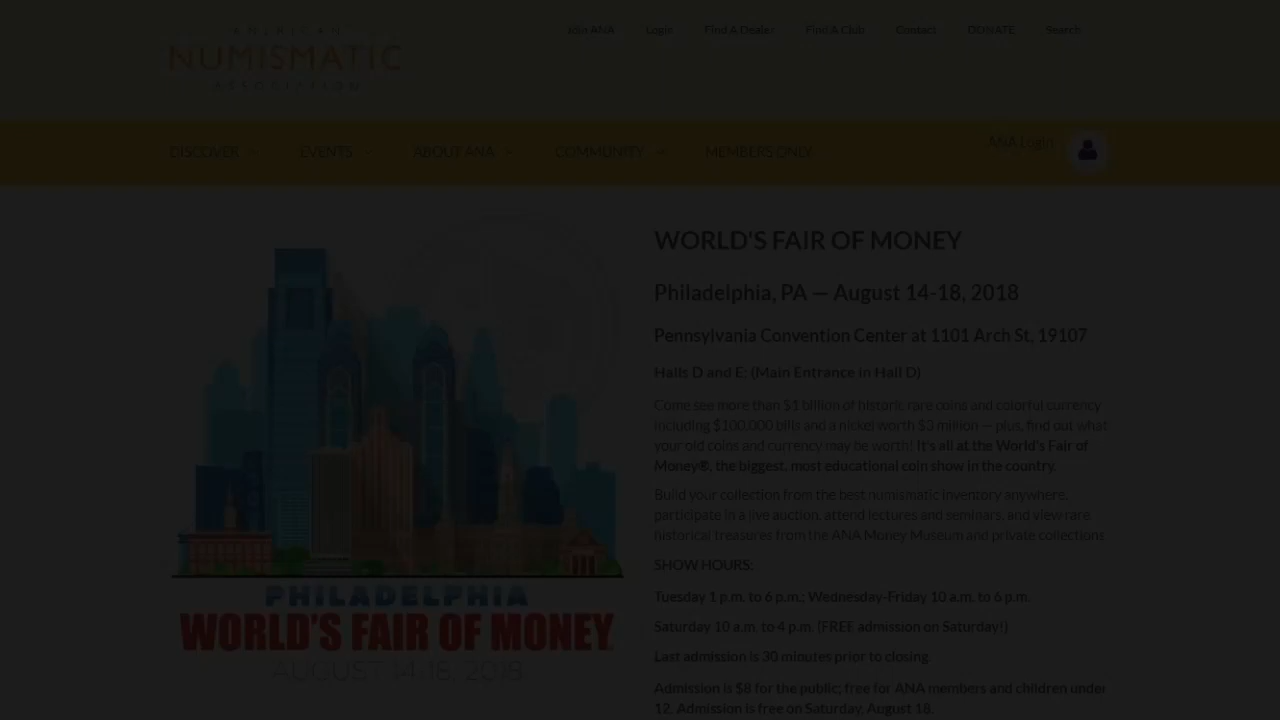 AMERICAN
NUMISMATIC
ASSOCIATION
Join ANA Login Find A Dealer Find A Club Contact DONATE Search
DISCOVER EVENTS ABOUT ANA COMMUNITY MEMBERS ONLY ANA Login
WORLD'S FAIR OF MONEY
Philadelphia, PA — August 14-18, 2018
Pennsylvania Convention Center at 1101 Arch St, 19107
Halls D and E: (Main Entrance in Hall D)
Come see more than $1 billion of historic rare coins and colorful currency
including $100,000 bills and a nickel worth $3 million — plus, find out what
your old coins and currency may be worth! It's all at the World's Fair of
Money®, the biggest, most educational coin show in the country.
Build your collection from the best numismatic inventory anywhere,
participate in a live auction, attend lectures and seminars, and view rare
historical treasures from the ANA Money Museum and private collections
SHOW HOURS:
Tuesday 1 p.m. to 6 p.m.; Wednesday-Friday 10 a.m. to 6 p.m.
Saturday 10 a.m. to 4 p.m. (FREE admission on Saturday!)
Last admission is 30 minutes prior to closing.
Admission is $8 for the public; free for ANA members and children under
12. Admission is free on Saturday, August 18.
PHILADELPHIA
WORLD'S FAIR OF MONEY
AUGUST 14-18, 2018